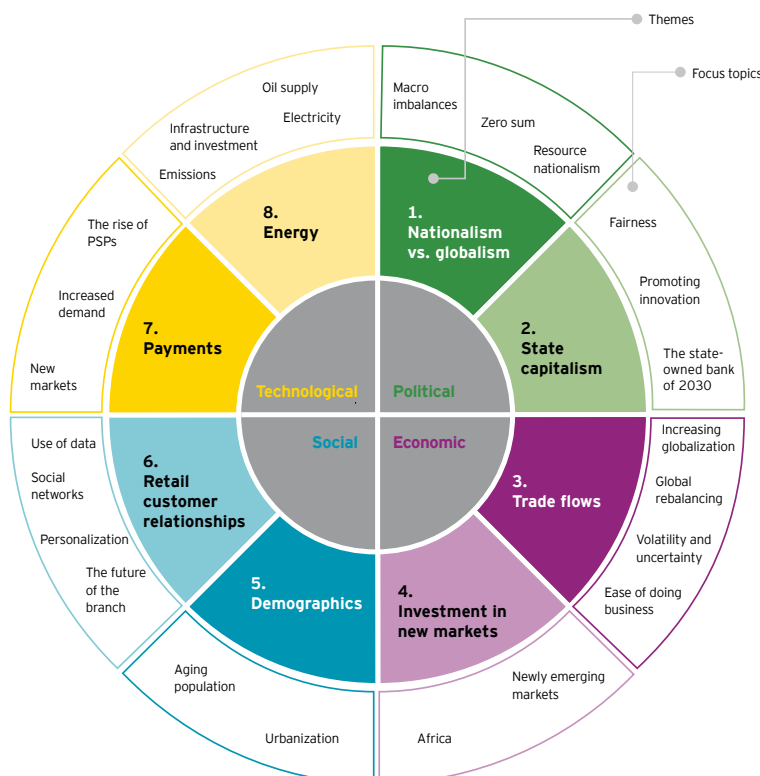 Themes
Focus topics
Macro
imbalances
Zero sum
Resource
nationalism
1.
Nationalism
vs. globalism
Fairness
Promoting
innovation
The state-
owned bank
of 2030
2.
State
capitalism
Political
Increasing
globalization
Global
rebalancing
Volatility and
uncertainty
Ease of doing
business
3.
Trade flows
Economic
4.
Investment in
new markets
Newly emerging
markets
Africa
5.
Demographics
Aging
population
Urbanization
Social
6.
Retail
customer
relationships
Use of data
Social
networks
Personalization
The future
of the
branch
7.
Payments
The rise of
PSPs
Increased
demand
New
markets
Technological
8.
Energy
Oil supply
Electricity
Infrastructure
and investment
Emissions